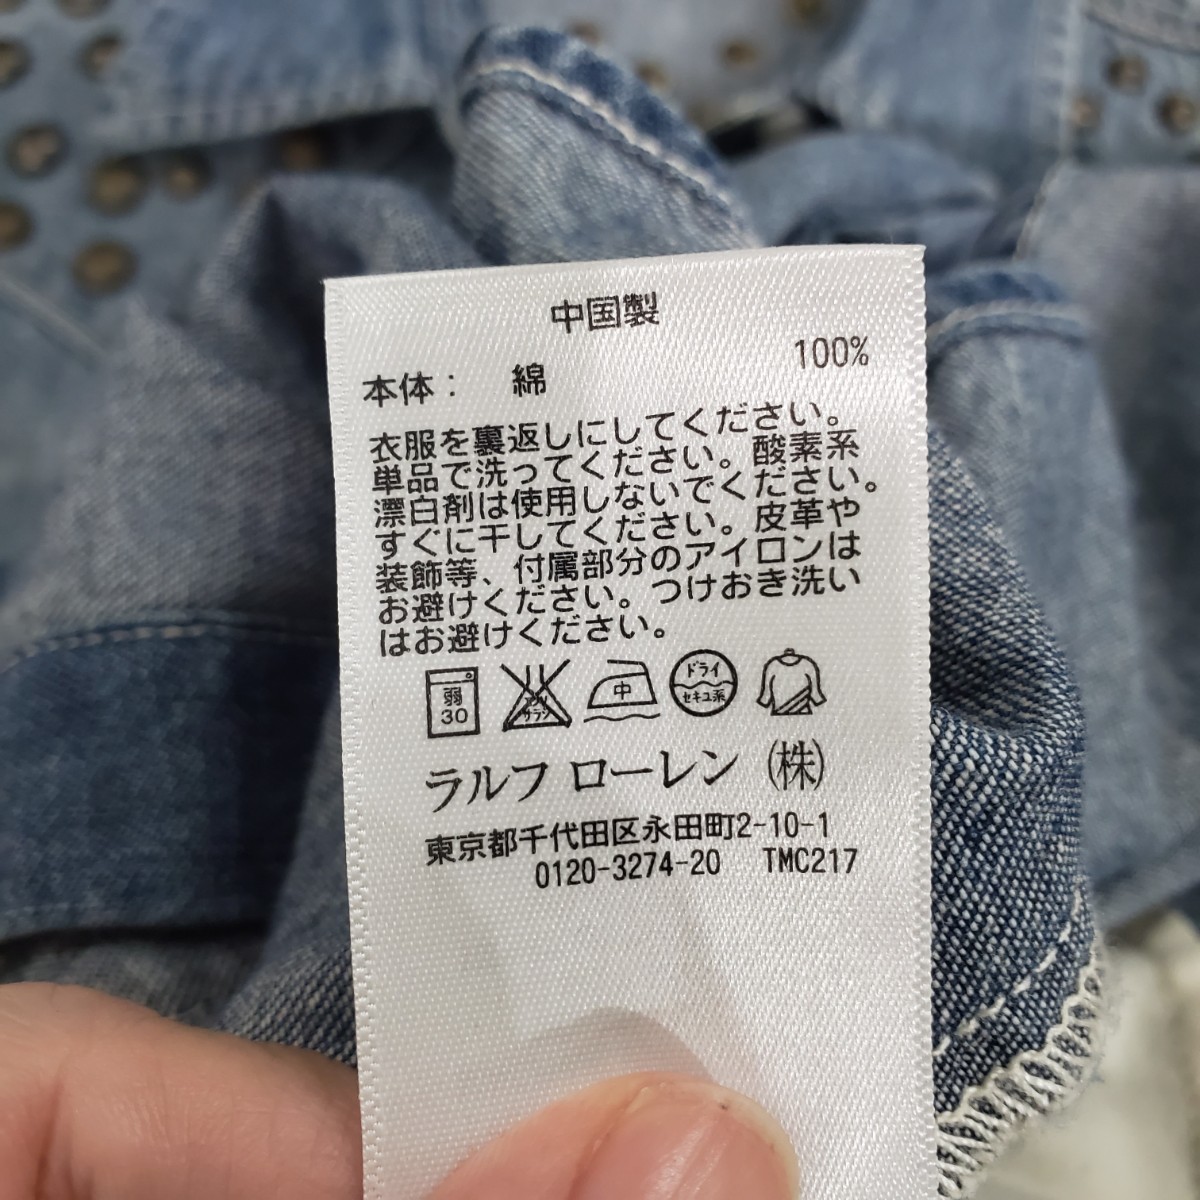 中国製
本体： 綿 100%
衣服を裏返しにしてください。
単品で洗ってください。酸素系
漂白剤は使用しないでください。
すぐに干してください。皮革や
装飾等、付属部分のアイロンは
お避けください。つけおき洗い
はお避けください。
弱
30
エンソ
サラシ
中
ドライ
セキユ系
ラルフ ローレン（株）
東京都千代田区永田町2-10-1
0120-3274-20 TMC217